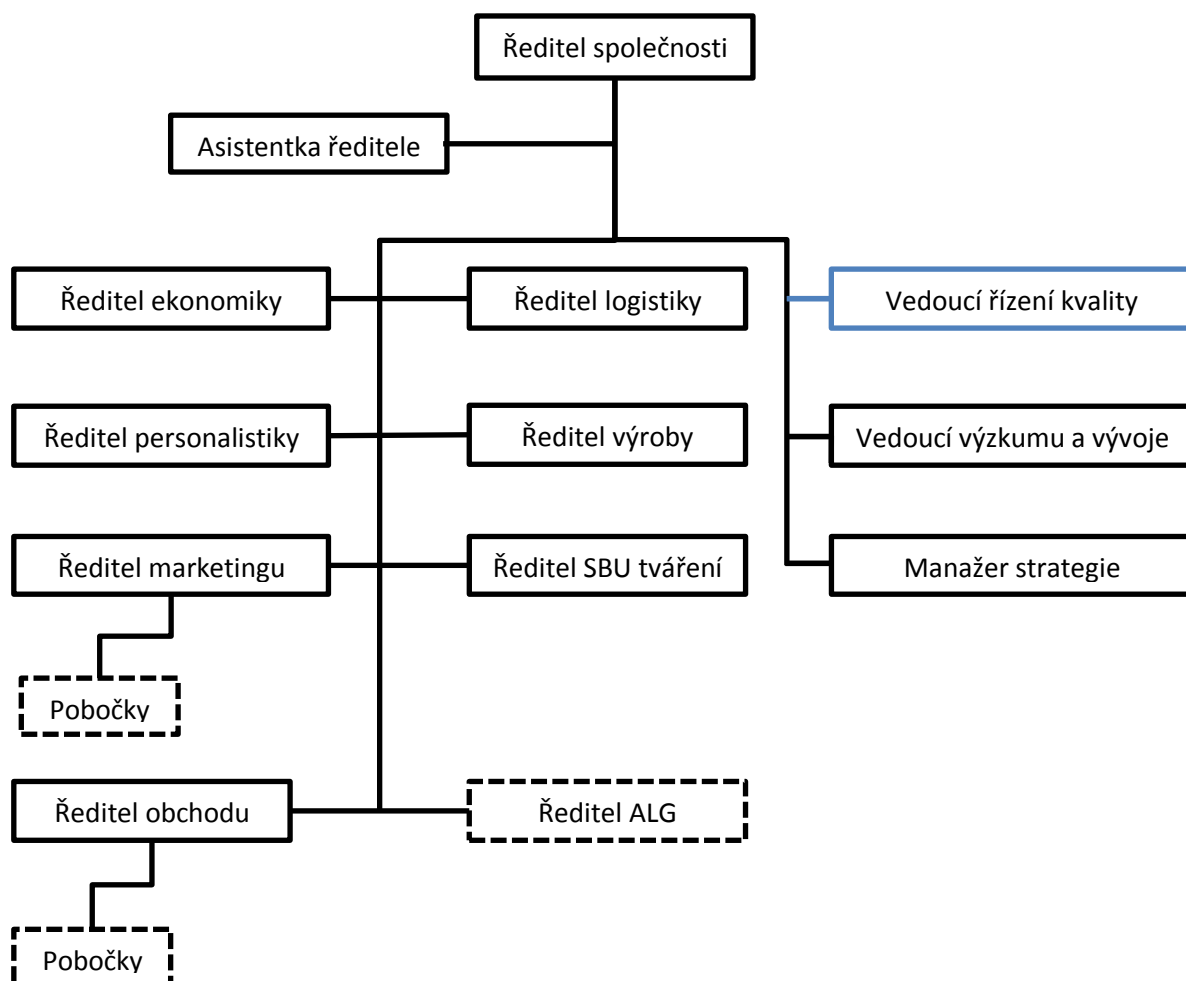 Ředitel společnosti
Asistentka ředitele
Ředitel ekonomiky
Ředitel logistiky
Vedoucí řízení kvality
Ředitel personalistiky
Ředitel výroby
Vedoucí výzkumu a vývoje
Ředitel marketingu
Ředitel SBU tváření
Manažer strategie
Pobočky
Ředitel obchodu
Ředitel ALG
Pobočky